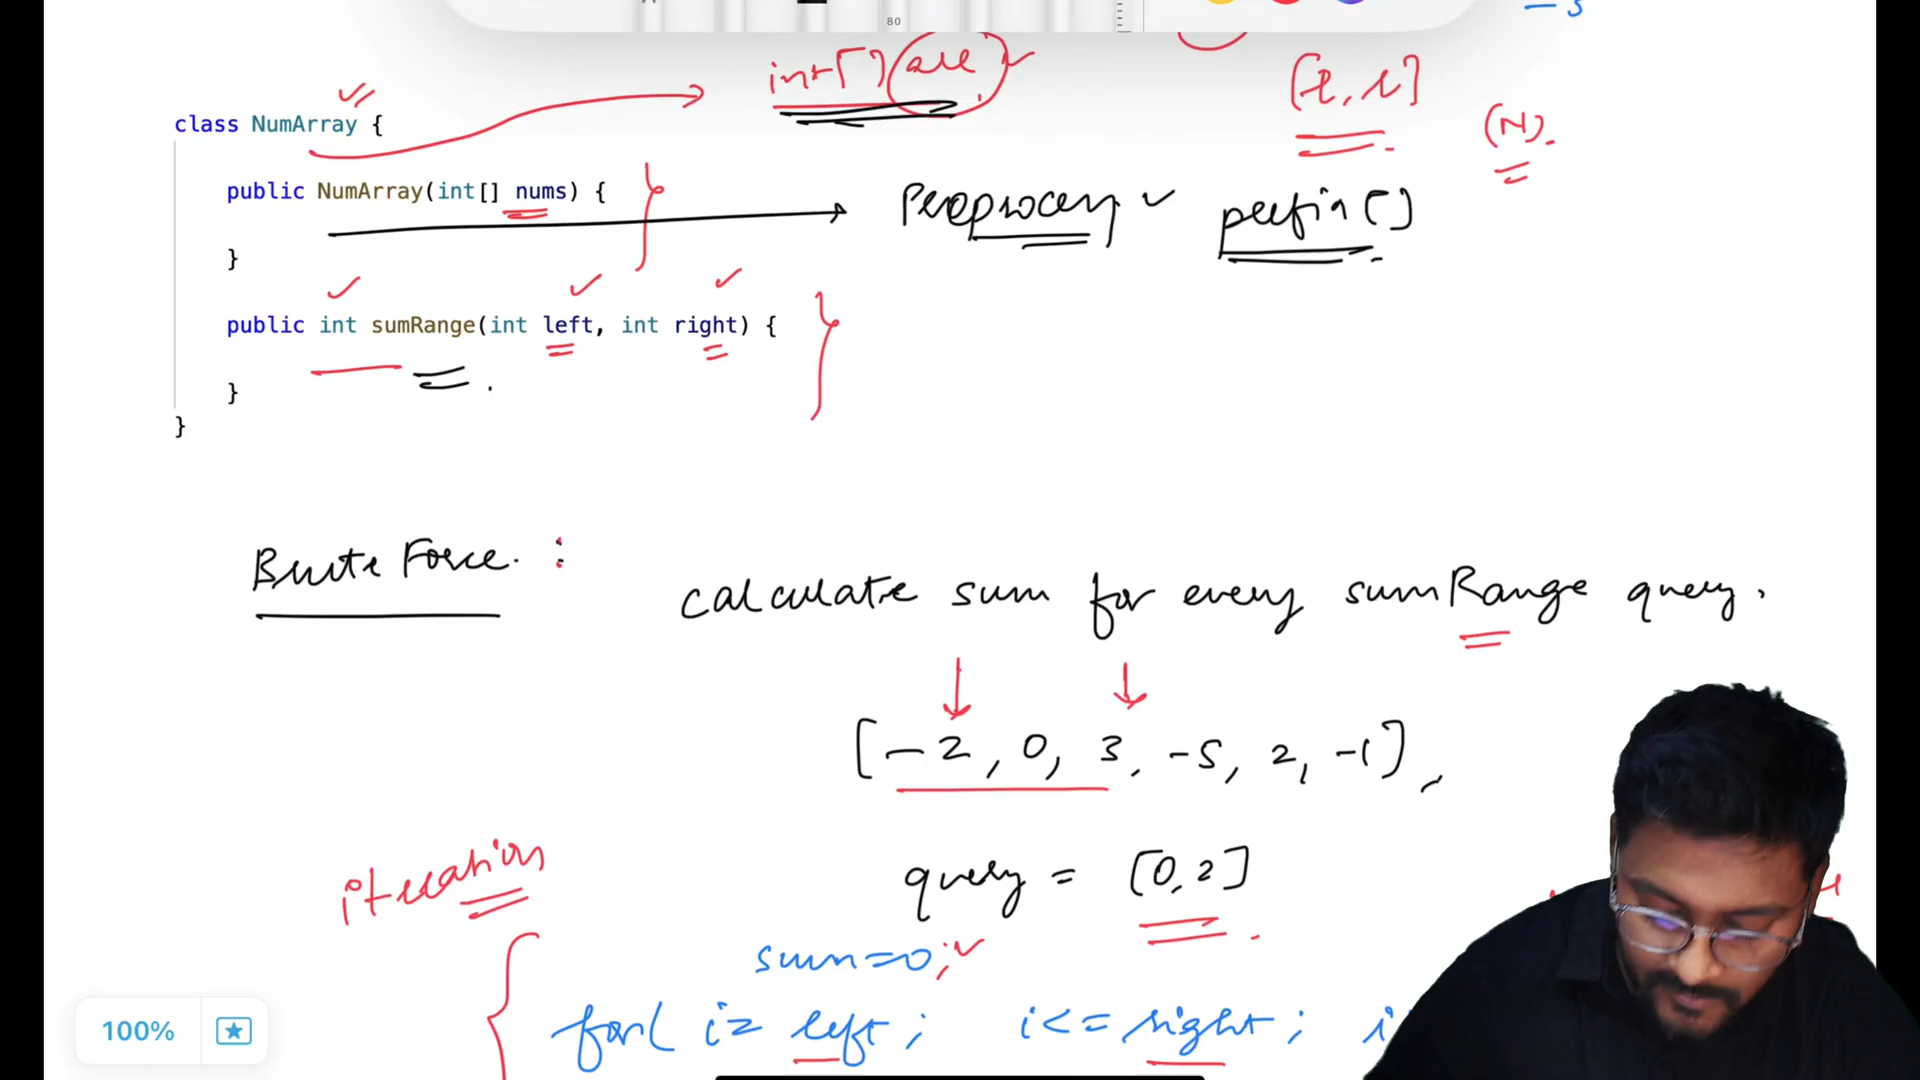 80
int[] arr
[l, r]
(N).
class NumArray {
public NumArray(int[] nums) {
Preprocess prefix[]
}
public int sumRange(int left, int right) {
}
}
Brute Force :
calculate sum for every sumRange query.
[-2, 0, 3, -5, 2, -1],
iteration
query = [0,2]
sum=0;
for( i= left ; i<= right ; i
100%